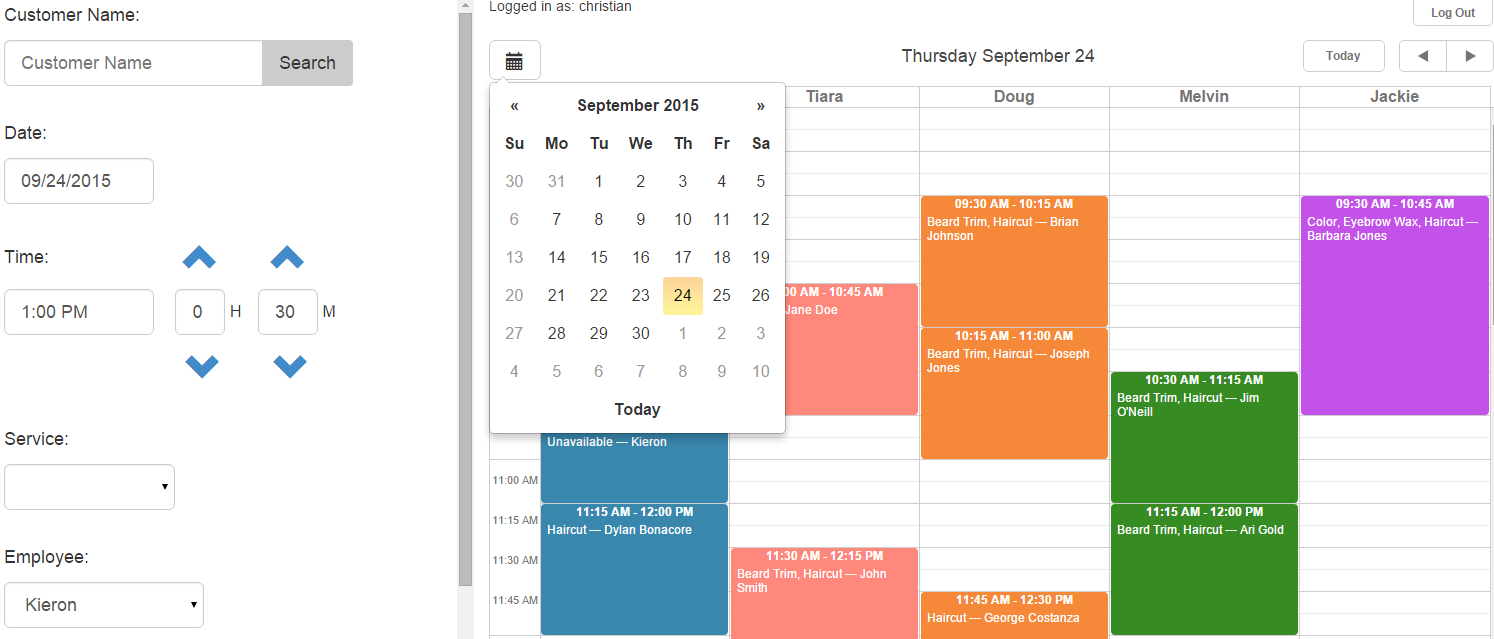 Customer Name:
Customer Name Search
Date:
09/24/2015
Time:
1:00 PM 0 H 30 M
Service:
Employee:
Kieron
Logged in as: christian
Log Out
Thursday September 24
Today
« September 2015 »
Su Mo Tu We Th Fr Sa
30 31 1 2 3 4 5
6 7 8 9 10 11 12
13 14 15 16 17 18 19
20 21 22 23 24 25 26
27 28 29 30 1 2 3
4 5 6 7 8 9 10
Today
Tiara Doug Melvin Jackie
11:00 AM
11:15 AM
11:30 AM
11:45 AM
Unavailable — Kieron
11:15 AM - 12:00 PM
Haircut — Dylan Bonacore
00 AM - 10:45 AM
Jane Doe
11:30 AM - 12:15 PM
Beard Trim, Haircut — John
Smith
09:30 AM - 10:15 AM
Beard Trim, Haircut — Brian
Johnson
10:15 AM - 11:00 AM
Beard Trim, Haircut — Joseph
Jones
11:45 AM - 12:30 PM
Haircut — George Costanza
10:30 AM - 11:15 AM
Beard Trim, Haircut — Jim
O'Neill
11:15 AM - 12:00 PM
Beard Trim, Haircut — Ari Gold
09:30 AM - 10:45 AM
Color, Eyebrow Wax, Haircut —
Barbara Jones